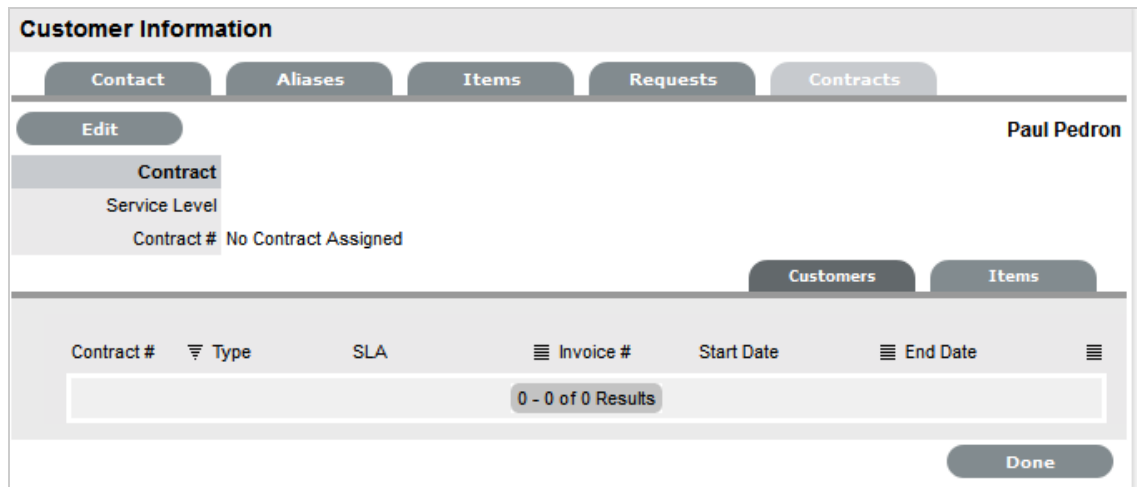 Customer Information
Contact Aliases Items Requests Contracts
Edit Paul Pedron
Contract
Service Level
Contract # No Contract Assigned
Customers Items
Contract # Type SLA Invoice # Start Date End Date
0 - 0 of 0 Results
Done